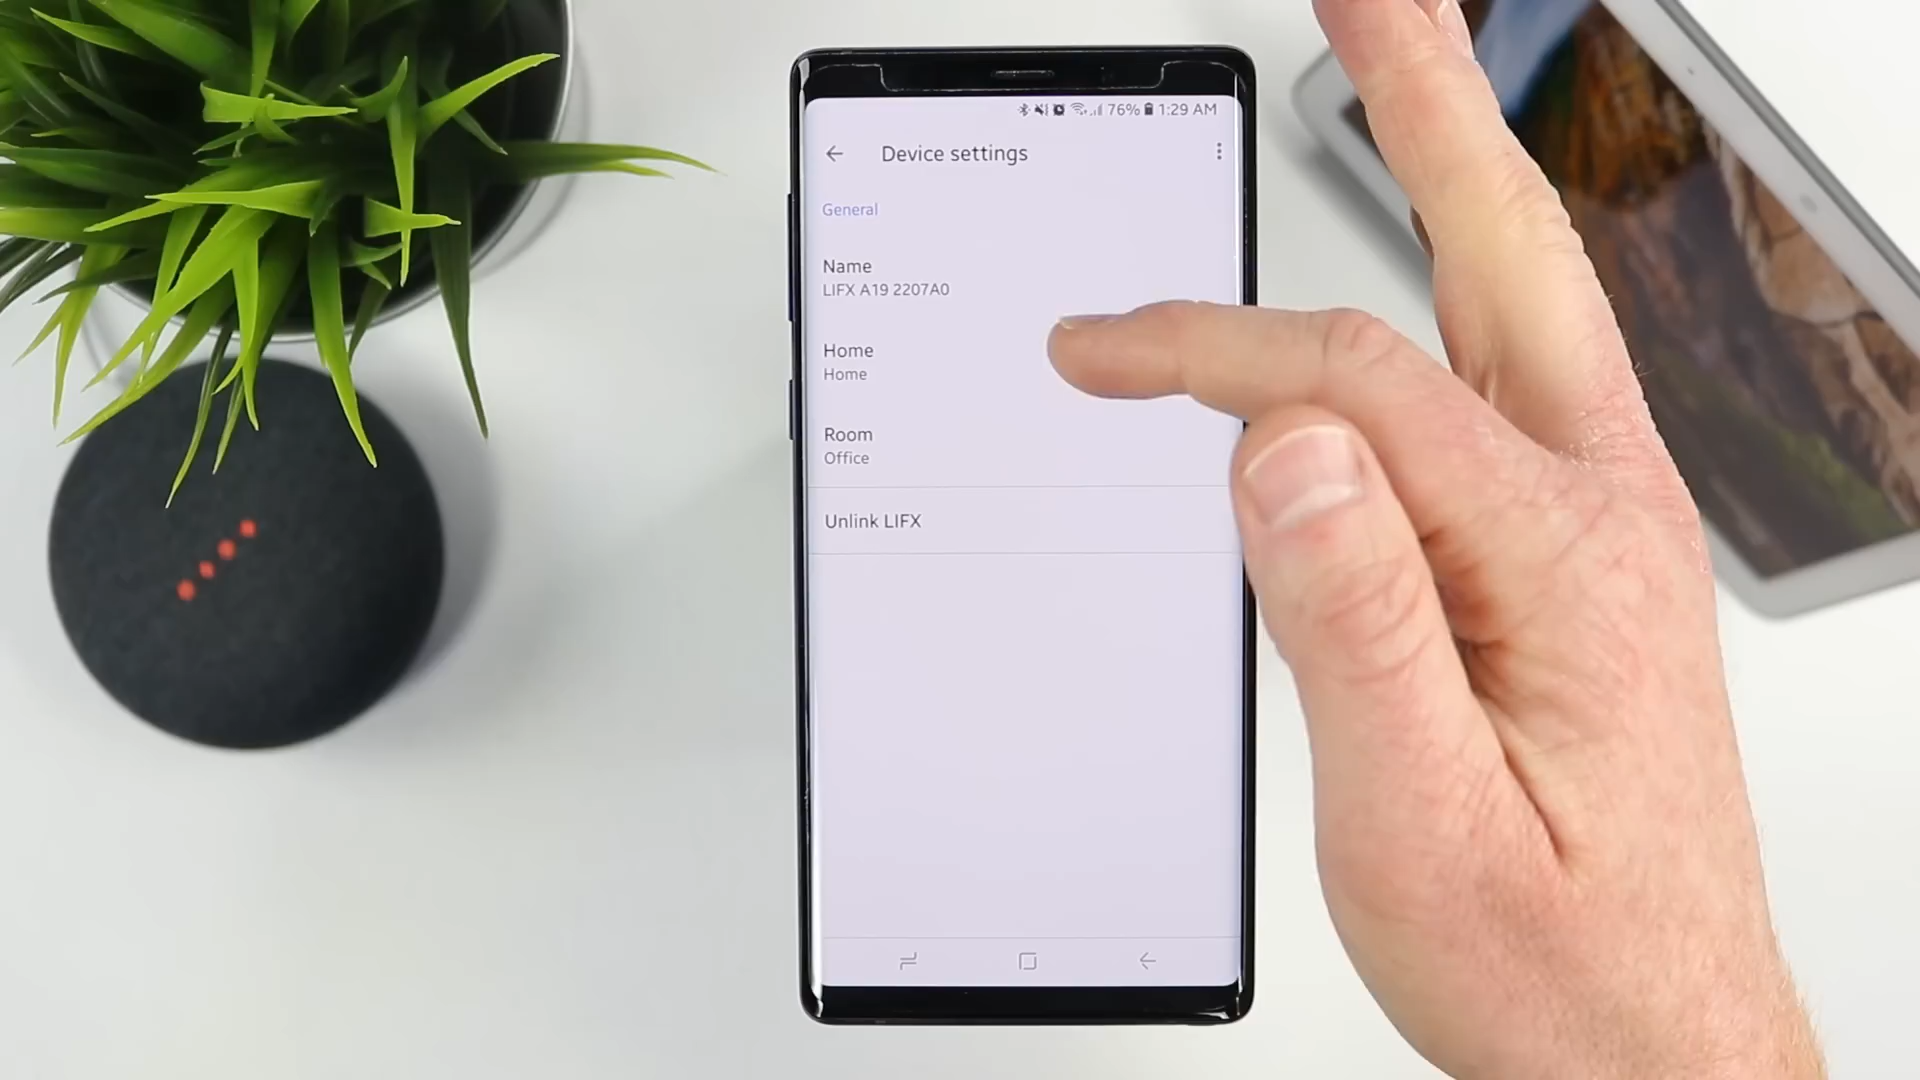 76% 1:29 AM
Device settings
General
Name
LIFX A19 2207A0
Home
Home
Room
Office
Unlink LIFX